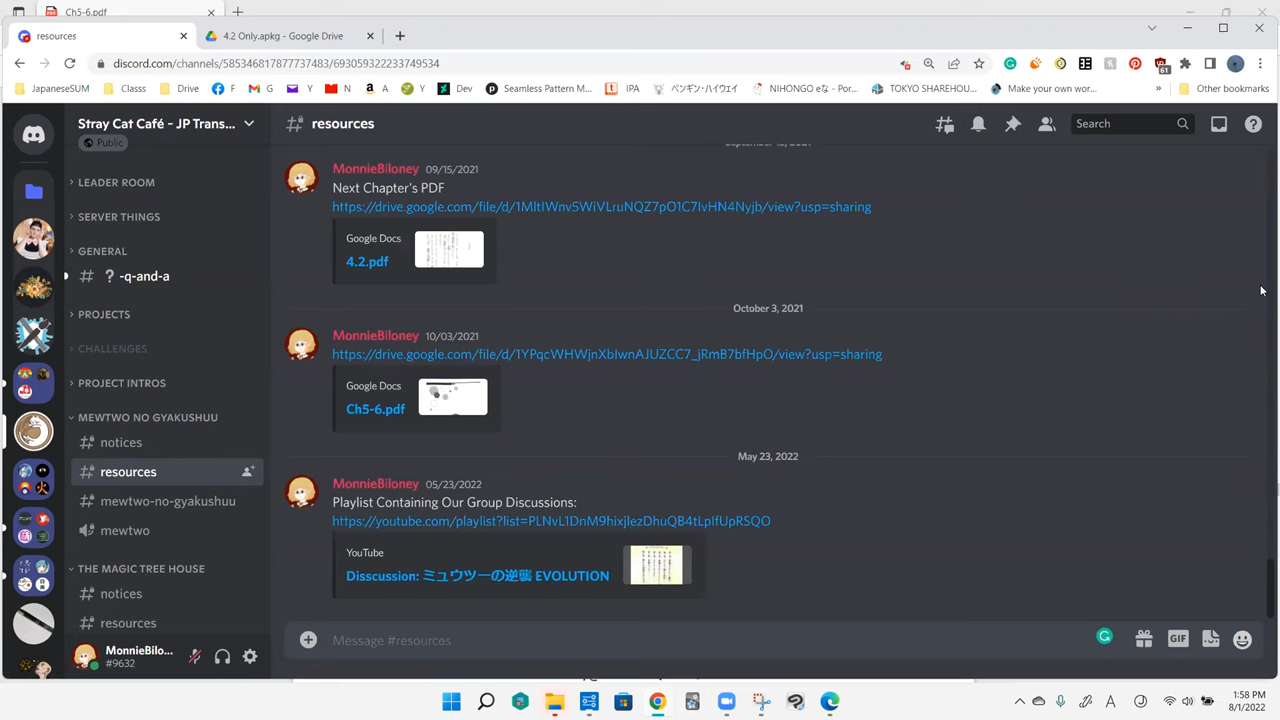 Ch5-6.pdf
resources
4.2 Only.apkg - Google Drive
discord.com/channels/585346817877737483/693059322233749534
JapaneseSUM
Classs
Drive
F
G
Y
N
A
Y
Dev
Seamless Pattern M...
IPA
ペンギン・ハイウェイ
NIHONGO eな - Por...
TOKYO SHAREHOU...
Make your own wor...
»
Other bookmarks
61
Stray Cat Café - JP Trans...
Public
resources
Search
LEADER ROOM
SERVER THINGS
GENERAL
-q-and-a
PROJECTS
CHALLENGES
PROJECT INTROS
MEWTWO NO GYAKUSHUU
notices
resources
mewtwo-no-gyakushuu
mewtwo
THE MAGIC TREE HOUSE
notices
resources
MonnieBilo...
#9632
MonnieBiloney 09/15/2021
Next Chapter's PDF
https://drive.google.com/file/d/1MltIWnv5WiVLruNQZ7pO1C7IvHN4Nyjb/view?usp=sharing
Google Docs
4.2.pdf
October 3, 2021
MonnieBiloney 10/03/2021
https://drive.google.com/file/d/1YPqcWHWjnXbIwnAJUZCC7_jRmB7bfHpO/view?usp=sharing
Google Docs
Ch5-6.pdf
May 23, 2022
MonnieBiloney 05/23/2022
Playlist Containing Our Group Discussions:
https://youtube.com/playlist?list=PLNvL1DnM9hixjlezDhuQB4tLpIfUpRSQO
YouTube
Disscussion: ミュウツーの逆襲 EVOLUTION
Message #resources
GIF
A
1:58 PM
8/1/2022